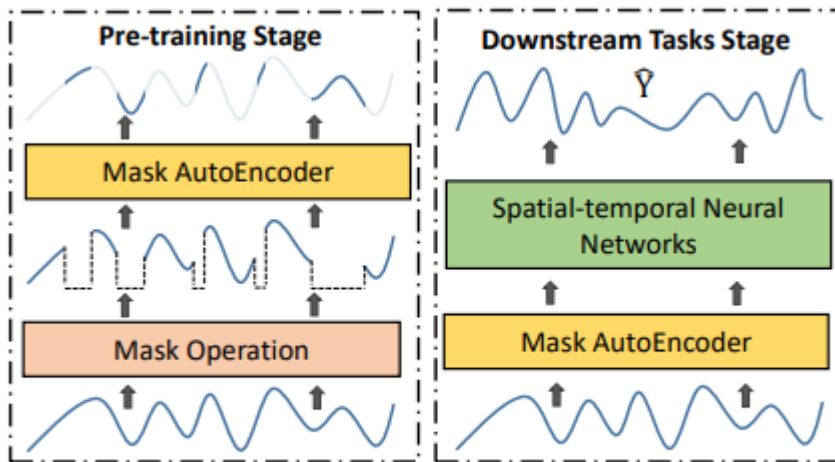 Pre-training Stage
Mask AutoEncoder
Mask Operation
Downstream Tasks Stage
Ŷ
Spatial-temporal Neural
Networks
Mask AutoEncoder